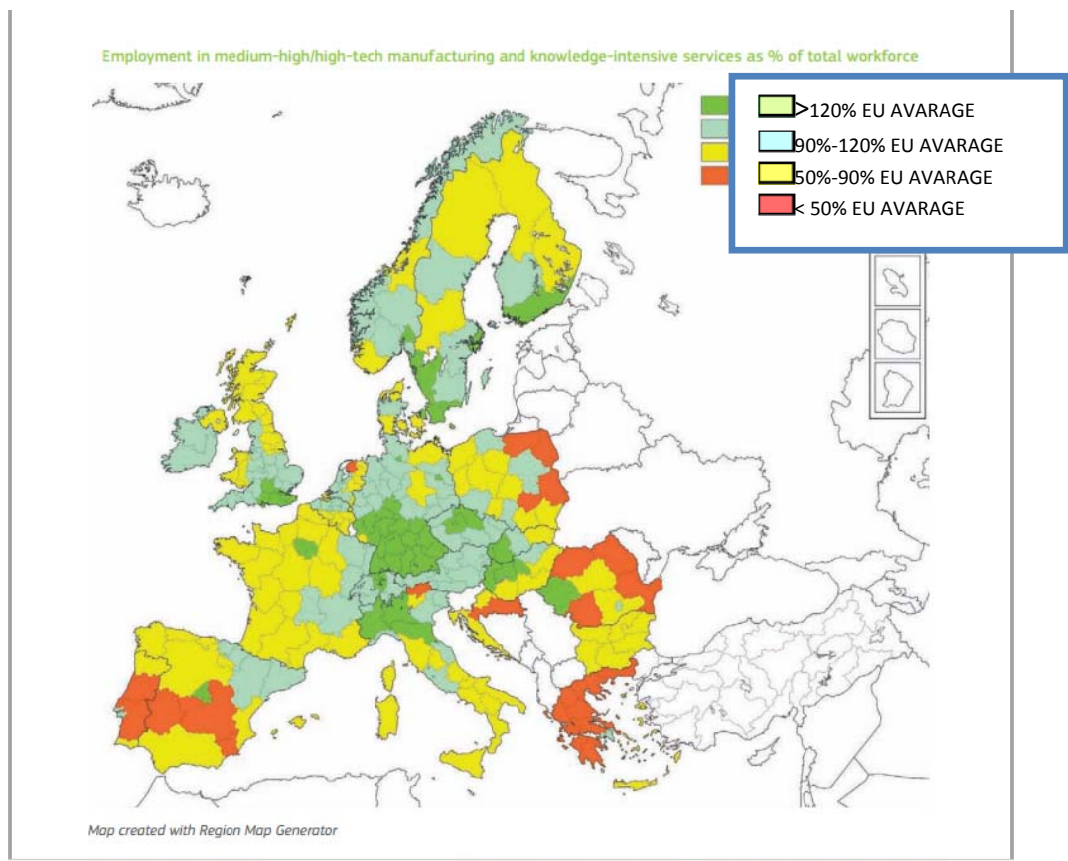 Employment in medium-high/high-tech manufacturing and knowledge-intensive services as % of total workforce
>120% EU AVARAGE
90%-120% EU AVARAGE
50%-90% EU AVARAGE
< 50% EU AVARAGE
Map created with Region Map Generator